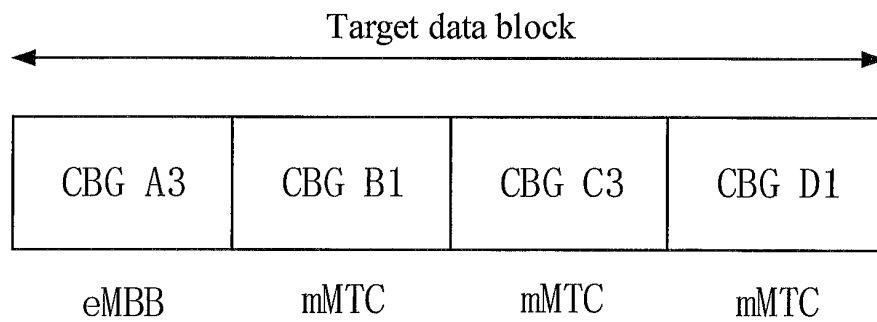 Target data block
CBG A3 CBG B1 CBG C3 CBG D1
eMBB mMTC mMTC mMTC